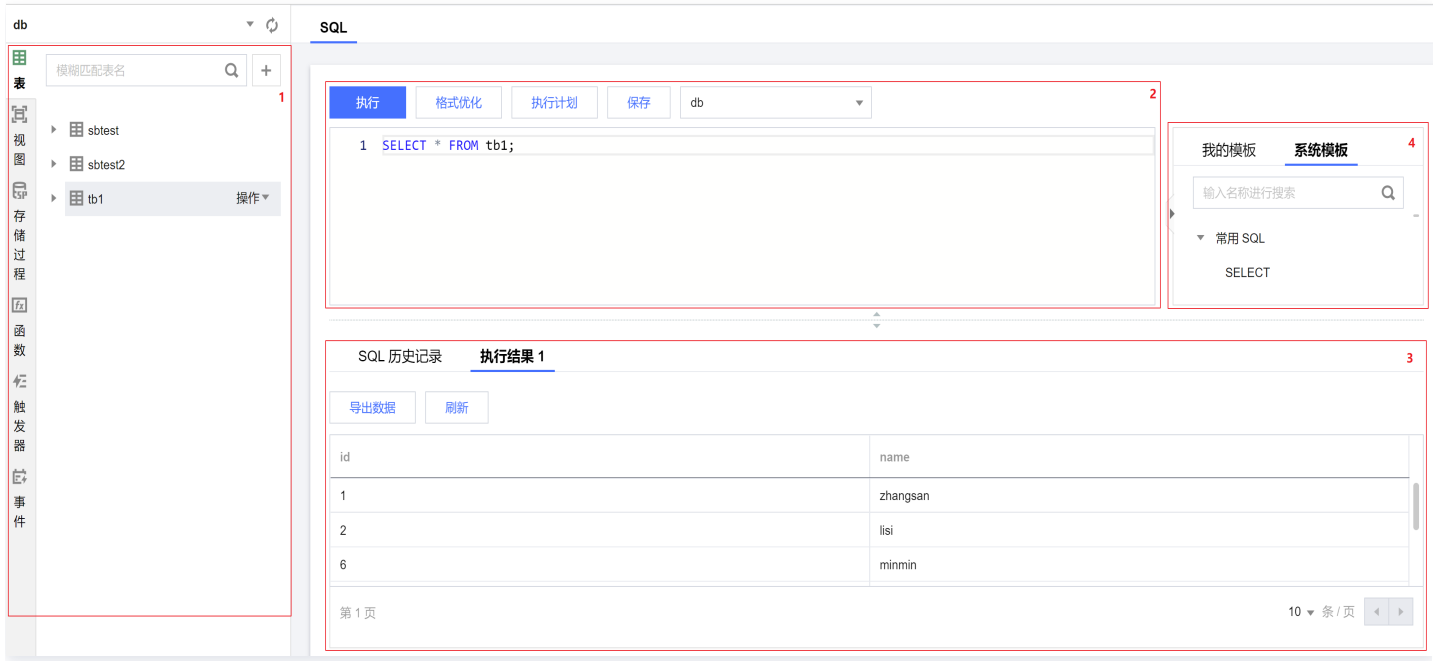 db
SQL
表
模糊匹配表名
+
1
视图
存储过程
函数
触发器
事件
sbtest
sbtest2
tb1
操作
执行
格式优化
执行计划
保存
db
2
1 SELECT * FROM tb1;
我的模板
系统模板
4
输入名称进行搜索
常用 SQL
SELECT
SQL 历史记录
执行结果 1
3
导出数据
刷新
id name
1 zhangsan
2 lisi
6 minmin
第 1 页
10 条 / 页